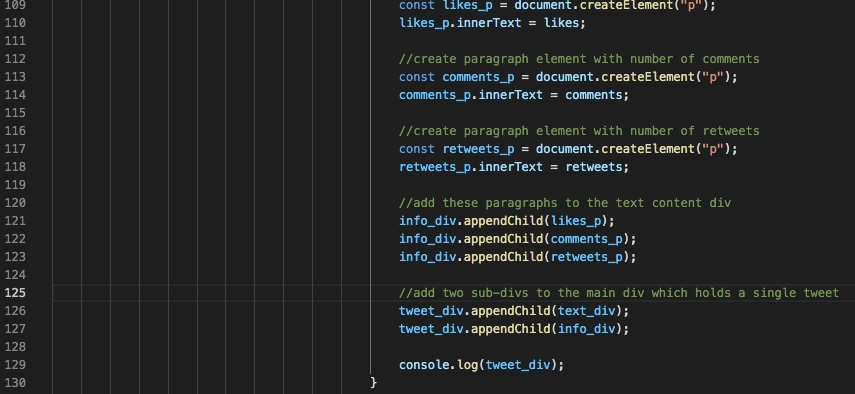 109 const likes_p = document.createElement("p");
110 likes_p.innerText = likes;
111
112 //create paragraph element with number of comments
113 const comments_p = document.createElement("p");
114 comments_p.innerText = comments;
115
116 //create paragraph element with number of retweets
117 const retweets_p = document.createElement("p");
118 retweets_p.innerText = retweets;
119
120 //add these paragraphs to the text content div
121 info_div.appendChild(likes_p);
122 info_div.appendChild(comments_p);
123 info_div.appendChild(retweets_p);
124
125 //add two sub-divs to the main div which holds a single tweet
126 tweet_div.appendChild(text_div);
127 tweet_div.appendChild(info_div);
128
129 console.log(tweet_div);
130 }